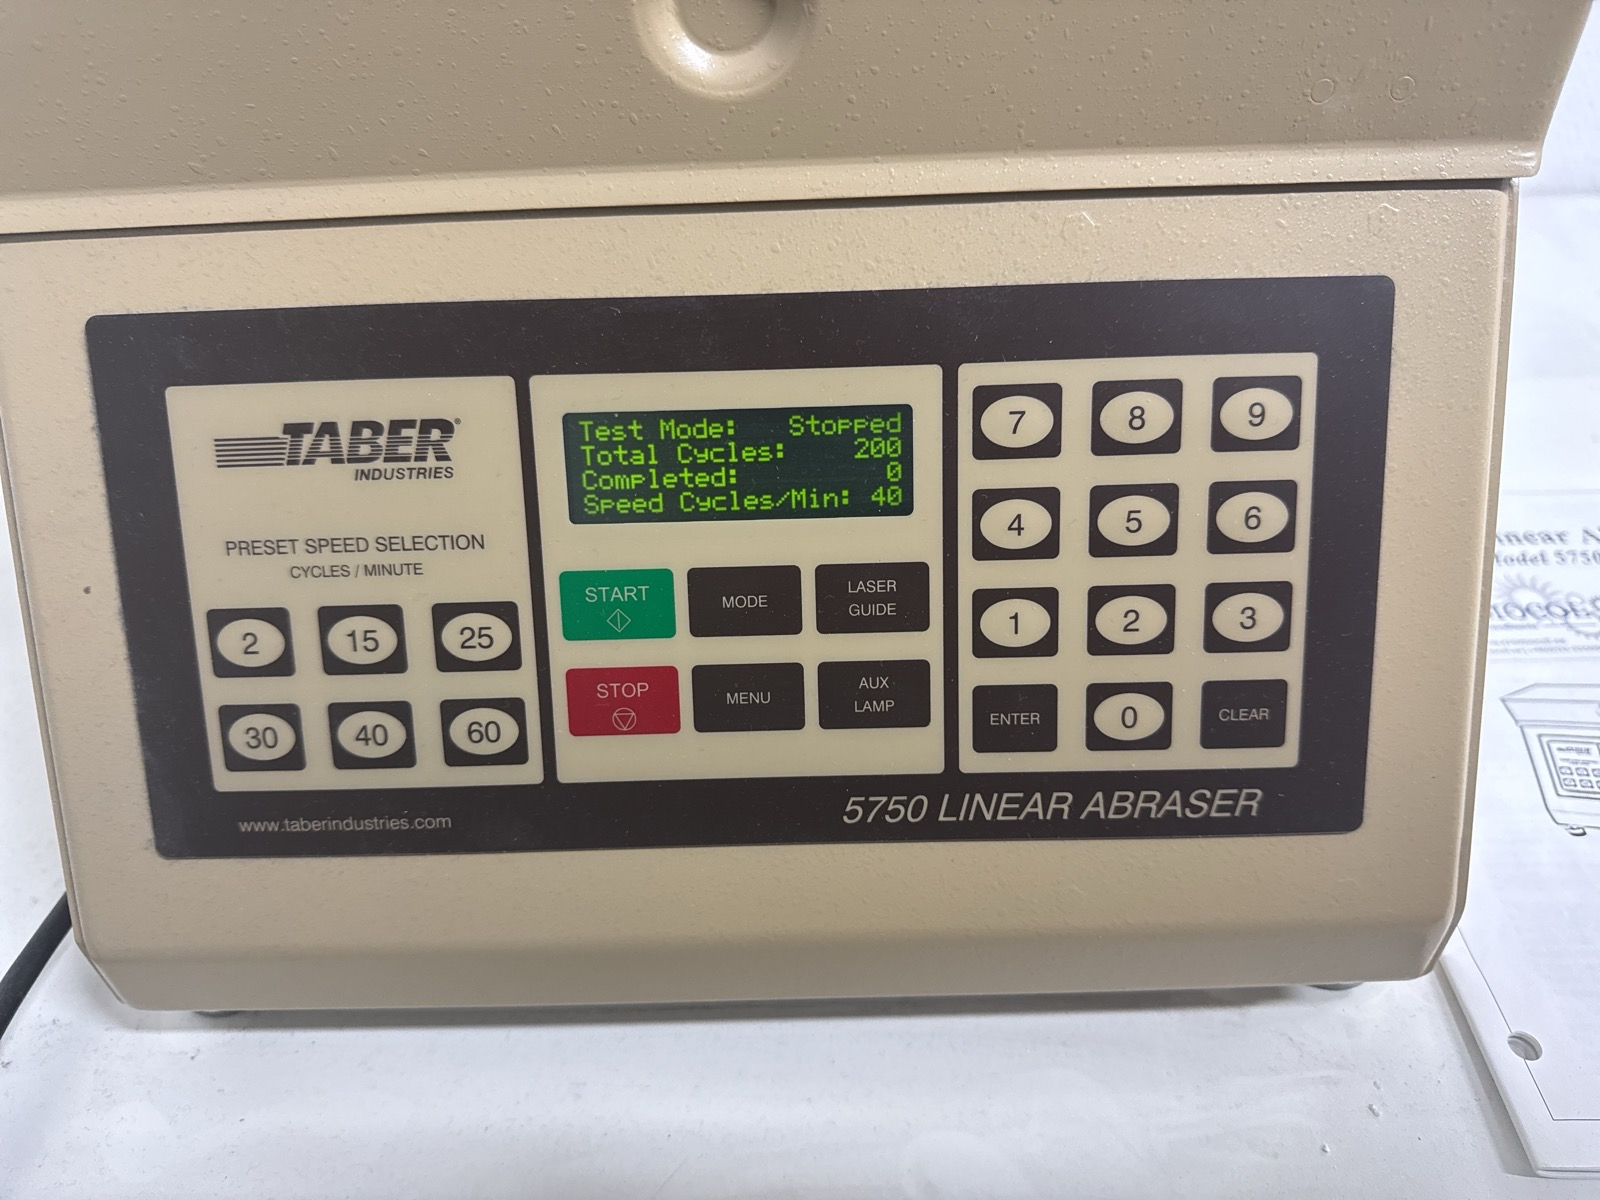 TABER®
INDUSTRIES
PRESET SPEED SELECTION
CYCLES / MINUTE
2 15 25
30 40 60
www.taberindustries.com
Test Mode: Stopped
Total Cycles: 200
Completed: 0
Speed Cycles/Min: 40
START MODE LASER GUIDE
STOP MENU AUX LAMP
7 8 9
4 5 6
1 2 3
ENTER 0 CLEAR
5750 LINEAR ABRASER
Model 5750